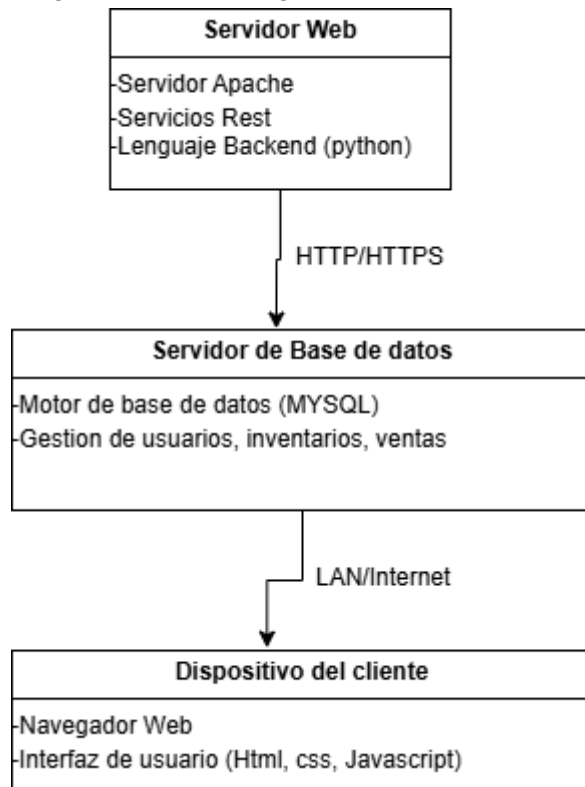 Servidor Web
-Servidor Apache
-Servicios Rest
-Lenguaje Backend (python)
HTTP/HTTPS
Servidor de Base de datos
-Motor de base de datos (MYSQL)
-Gestion de usuarios, inventarios, ventas
LAN/Internet
Dispositivo del cliente
-Navegador Web
-Interfaz de usuario (Html, css, Javascript)